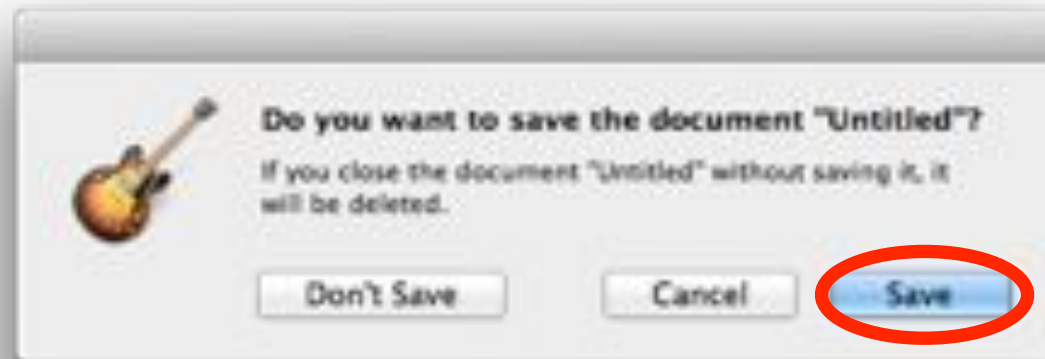 Do you want to save the document "Untitled"?
If you close the document "Untitled" without saving it, it
will be deleted.
Don't Save
Cancel
Save